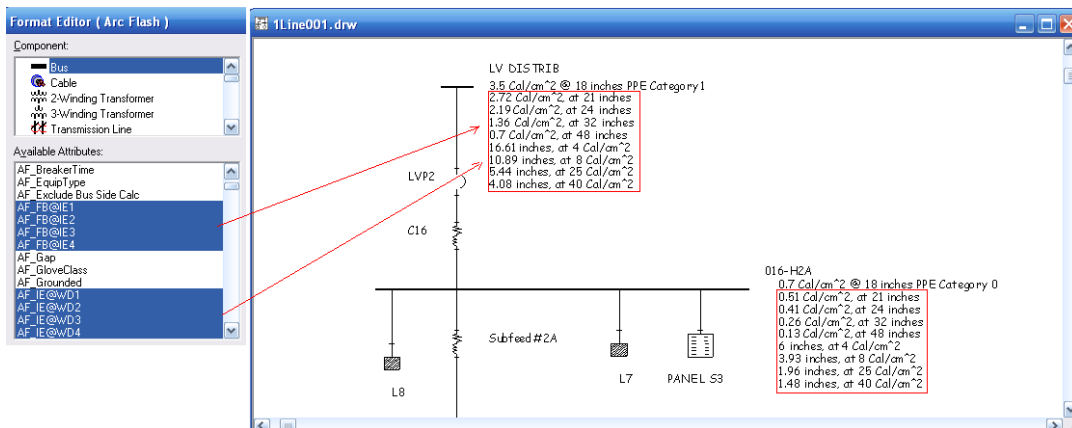 Format Editor ( Arc Flash )
Component:
Bus
Cable
2-Winding Transformer
3-Winding Transformer
Transmission Line
Available Attributes:
AF_BreakerTime
AF_EquipType
AF_Exclude Bus Side Calc
AF_FB@IE1
AF_FB@IE2
AF_FB@IE3
AF_FB@IE4
AF_Gap
AF_GloveClass
AF_Grounded
AF_IE@WD1
AF_IE@WD2
AF_IE@WD3
AF_IE@WD4
1Line001.drw
LV DISTRIB
3.5 Cal/cm^2 @ 18 inches PPE Category1
2.72 Cal/cm^2, at 21 inches
2.19 Cal/cm^2, at 24 inches
1.36 Cal/cm^2, at 32 inches
0.7 Cal/cm^2, at 48 inches
16.61 inches, at 4 Cal/cm^2
10.89 inches, at 8 Cal/cm^2
5.44 inches, at 25 Cal/cm^2
4.08 inches, at 40 Cal/cm^2
LVP2
C16
016-H2A
0.7 Cal/cm^2 @ 18 inches PPE Category 0
0.51 Cal/cm^2, at 21 inches
0.41 Cal/cm^2, at 24 inches
0.26 Cal/cm^2, at 32 inches
0.13 Cal/cm^2, at 48 inches
6 inches, at 4 Cal/cm^2
3.93 inches, at 8 Cal/cm^2
1.96 inches, at 25 Cal/cm^2
1.48 inches, at 40 Cal/cm^2
Subfeed #2A
L8
L7
PANEL S3